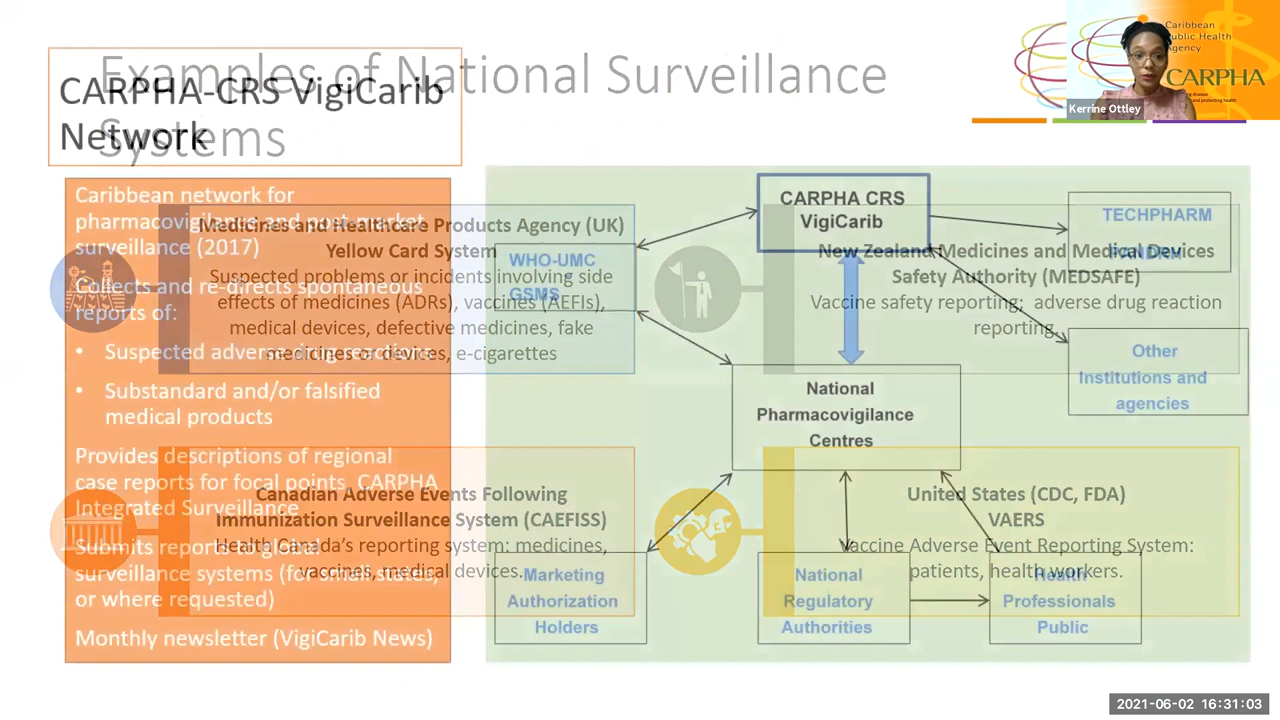 Examples of National Surveillance
Systems
CARPHA-CRS VigiCarib
Network
Caribbean
Public Health
Agency
CARPHA
Kerrine Ottley
Caribbean network for
pharmacovigilance and post-market
surveillance (2017)
Collects and re-directs spontaneous
reports of:
• Suspected adverse drug reactions
• Substandard and/or falsified
medical products
Provides descriptions of regional
case reports for focal points, CARPHA
Integrated Surveillance
Submits reports to global
surveillance systems (for small states,
or where requested)
Monthly newsletter (VigiCarib News)
Medicines and Healthcare Products Agency (UK)
Yellow Card System
Suspected problems or incidents involving side
effects of medicines (ADRs), vaccines (AEFIs),
medical devices, defective medicines, fake
medicines or devices, e-cigarettes
New Zealand Medicines and Medical Devices
Safety Authority (MEDSAFE)
Vaccine safety reporting; adverse drug reaction
reporting
Canadian Adverse Events Following
Immunization Surveillance System (CAEFISS)
Health Canada's reporting system: medicines,
vaccines, medical devices.
United States (CDC, FDA)
VAERS
Vaccine Adverse Event Reporting System:
patients, health workers.
CARPHA CRS
VigiCarib
WHO-UMC
GSMS
TECHPHARM
Other
Institutions and
agencies
National
Pharmacovigilance
Centres
Marketing
Authorization
Holders
National
Regulatory
Authorities
Health
Professionals
Public
2021-06-02 16:31:03